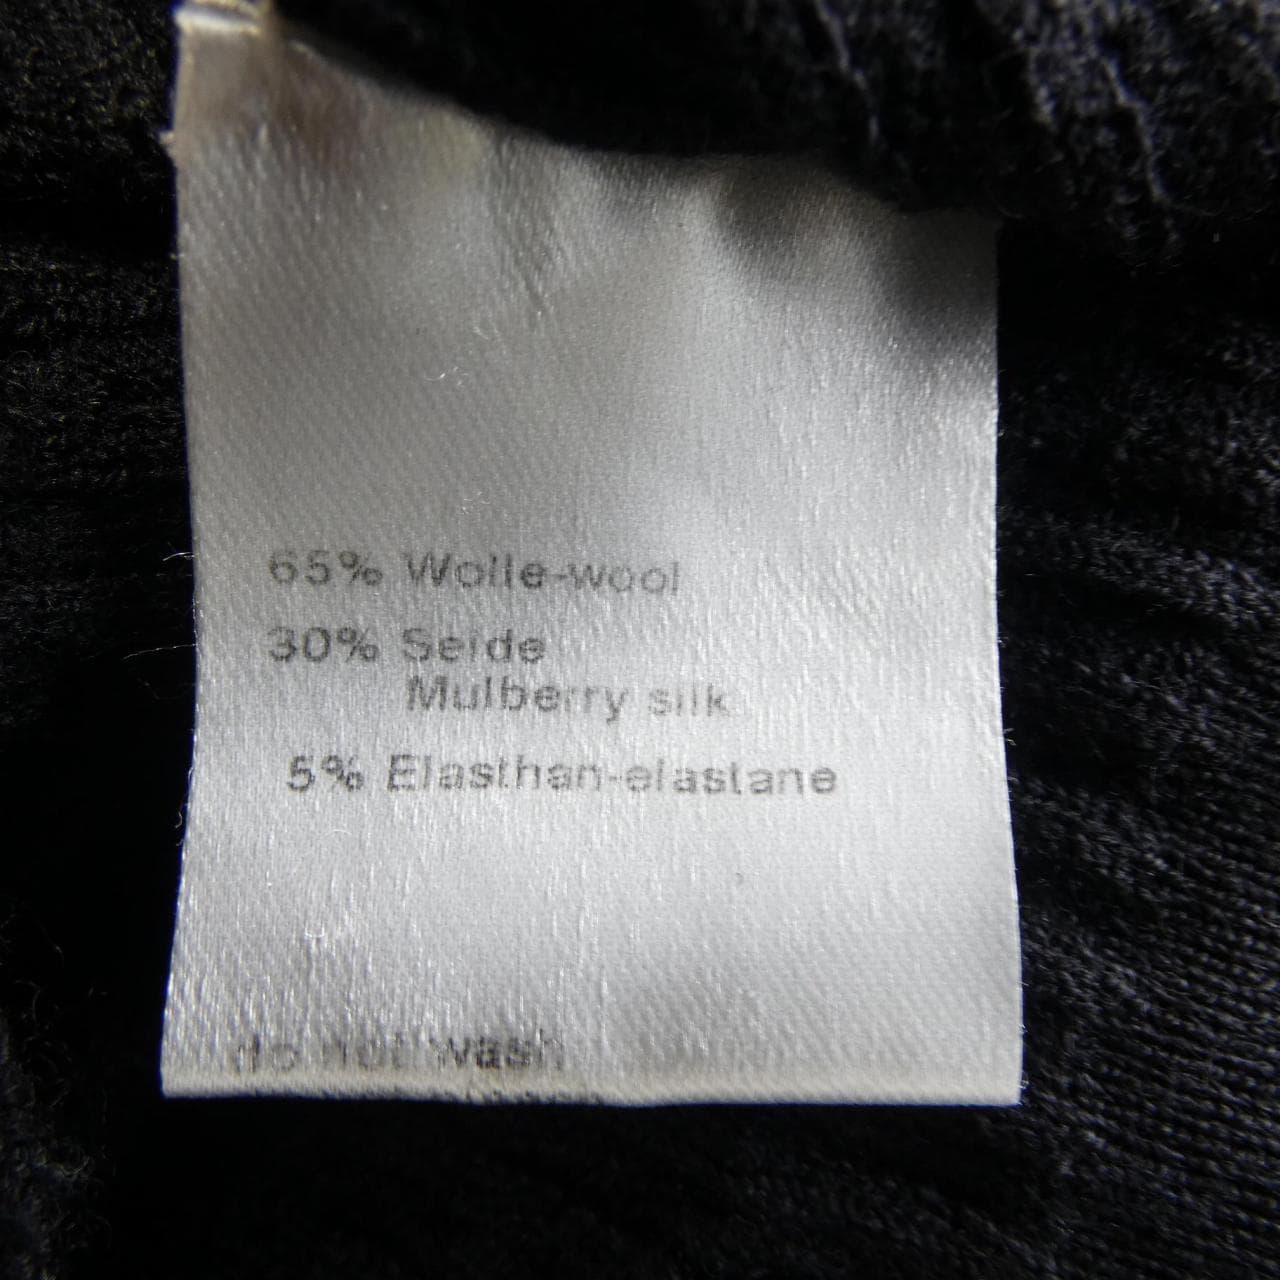 65% Wolle-wool
30% Seide
Mulberry silk
5% Elasthan-elastane
do not wash